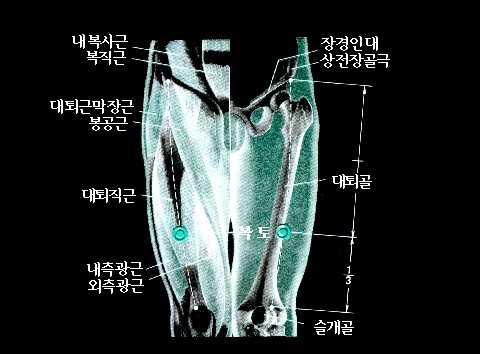 내복사근
복직근
장경인대
상전장골극
대퇴근막장근
봉공근
대퇴직근
대퇴골
복토
내측광근
외측광근
1/3
슬개골